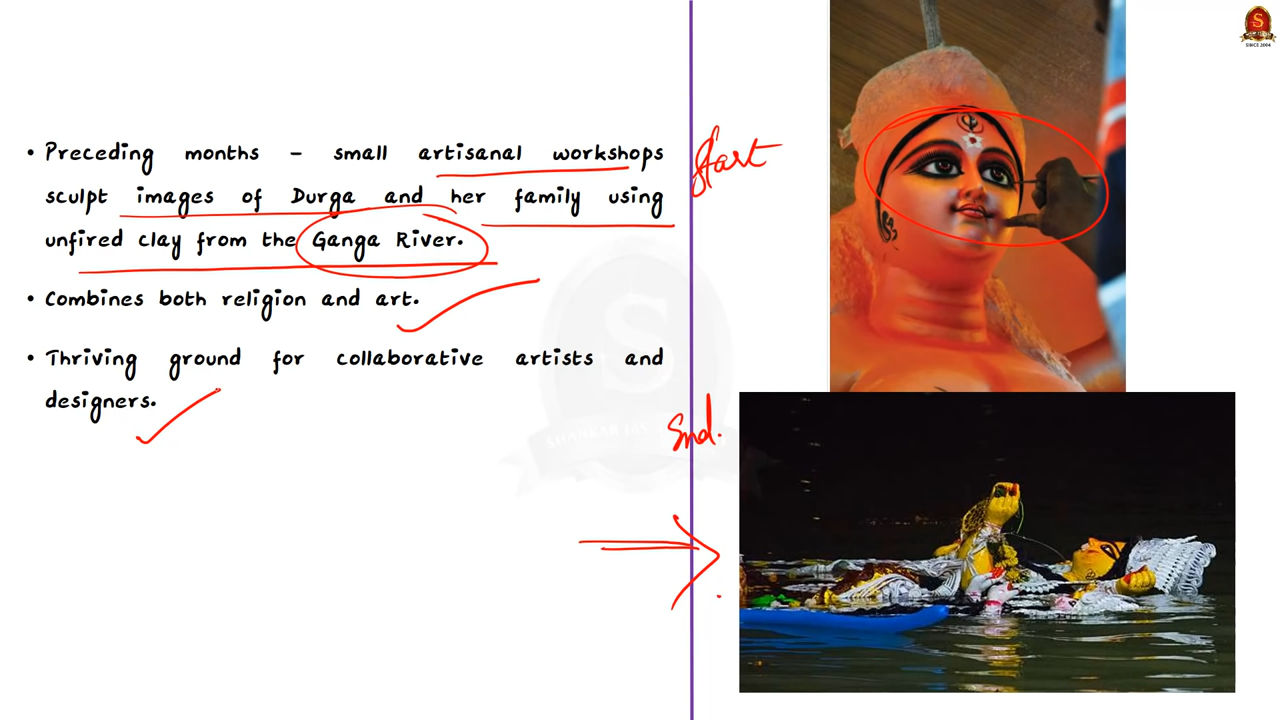 • Preceding months – small artisanal workshops
sculpt images of Durga and her family using
unfired clay from the Ganga River.
• Combines both religion and art.
• Thriving ground for collaborative artists and
designers.
Start
End.
S
SINCE 2004
S